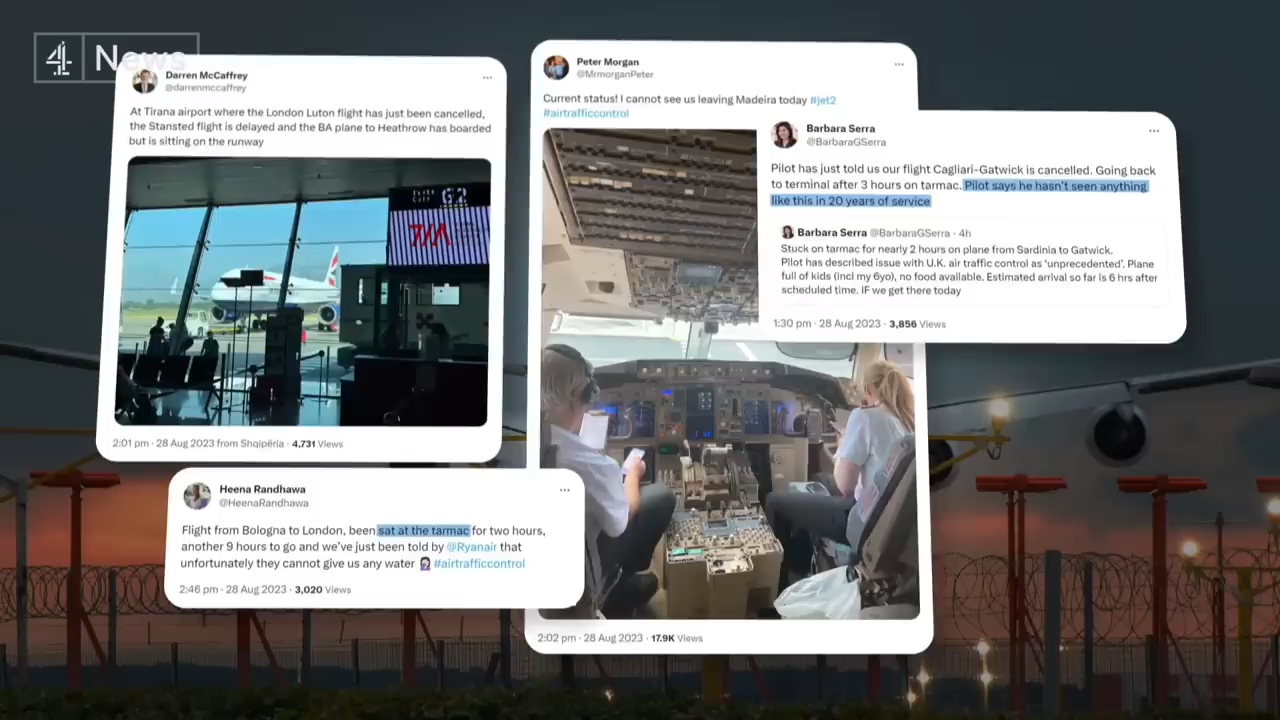 4 News
Darren McCaffrey
@darrenmccaffrey
At Tirana airport where the London Luton flight has just been cancelled,
the Stansted flight is delayed and the BA plane to Heathrow has boarded
but is sitting on the runway
G2
TIA
2:01 pm · 28 Aug 2023 from Shqipëria · 4,731 Views
Heena Randhawa
@HeenaRandhawa
Flight from Bologna to London, been sat at the tarmac for two hours,
another 9 hours to go and we've just been told by @Ryanair that
unfortunately they cannot give us any water 🤦🏻‍♀️ #airtrafficcontrol
2:46 pm · 28 Aug 2023 · 3,020 Views
Peter Morgan
@MrmorganPeter
Current status! I cannot see us leaving Madeira today #jet2
#airtrafficcontrol
2:02 pm · 28 Aug 2023 · 17.9K Views
Barbara Serra
@BarbaraGSerra
Pilot has just told us our flight Cagliari-Gatwick is cancelled. Going back
to terminal after 3 hours on tarmac. Pilot says he hasn't seen anything
like this in 20 years of service
Barbara Serra @BarbaraGSerra · 4h
Stuck on tarmac for nearly 2 hours on plane from Sardinia to Gatwick.
Pilot has described issue with U.K. air traffic control as 'unprecedented'. Plane
full of kids (incl my 6yo), no food available. Estimated arrival so far is 6 hrs after
scheduled time. IF we get there today
1:30 pm · 28 Aug 2023 · 3,856 Views